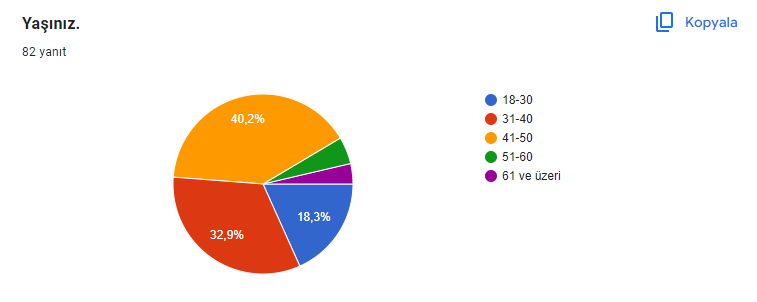 Yaşınız.
Kopyala
82 yanıt
18-30
31-40
41-50
51-60
61 ve üzeri
40,2%
18,3%
32,9%